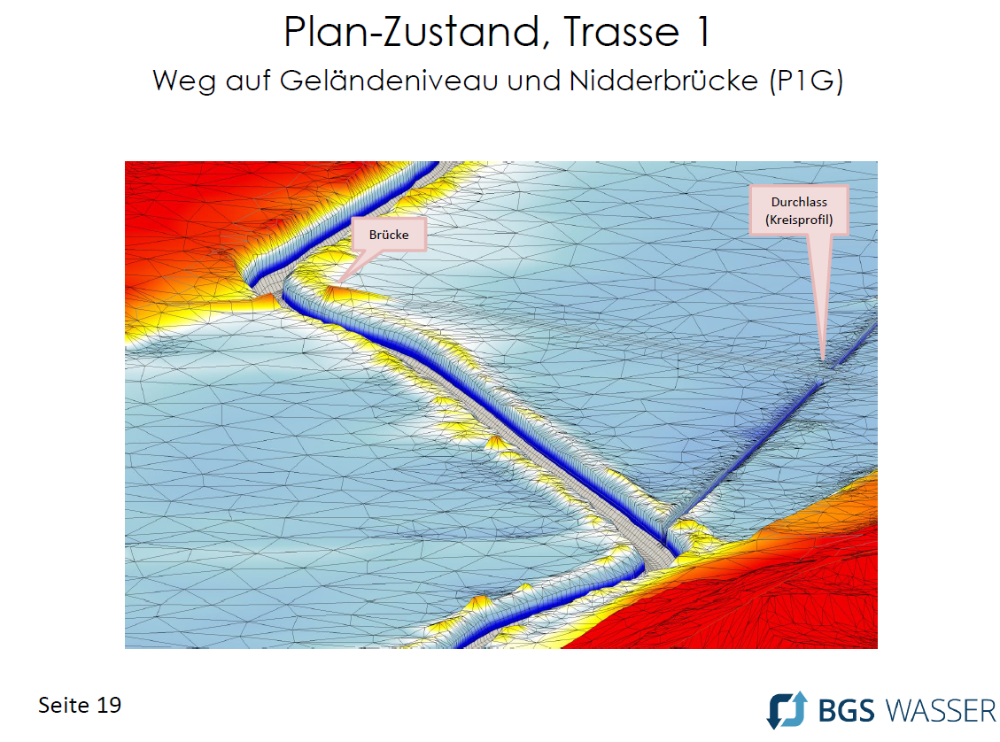 Plan-Zustand, Trasse 1
Weg auf Geländeniveau und Nidderbrücke (P1G)
Durchlass
(Kreisprofil)
Brücke
Seite 19
BGS WASSER